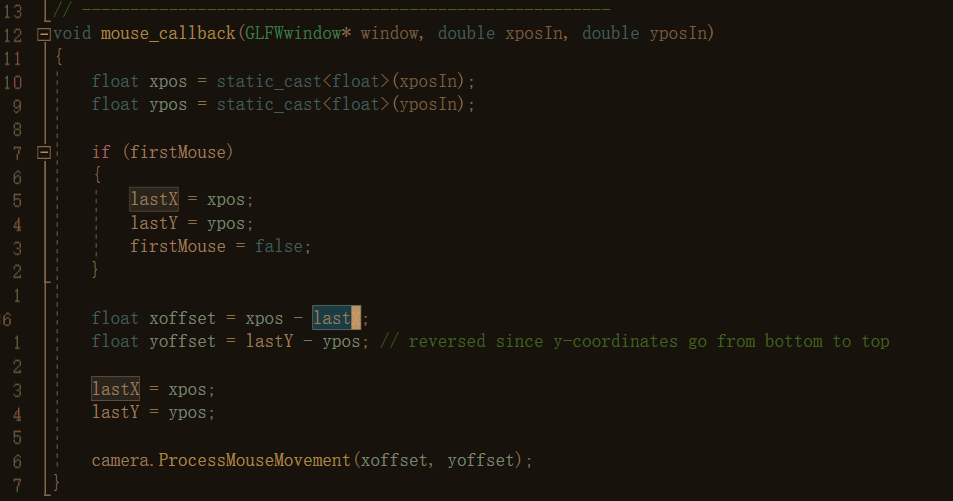 13 // -------------------------------------------------------
12 void mouse_callback(GLFWwindow* window, double xposIn, double yposIn)
11 {
10     float xpos = static_cast<float>(xposIn);
9     float ypos = static_cast<float>(yposIn);
8
7     if (firstMouse)
6     {
5         lastX = xpos;
4         lastY = ypos;
3         firstMouse = false;
2     }
1
6     float xoffset = xpos - last ;
1     float yoffset = lastY - ypos; // reversed since y-coordinates go from bottom to top
2
3     lastX = xpos;
4     lastY = ypos;
5
6     camera.ProcessMouseMovement(xoffset, yoffset);
7 }